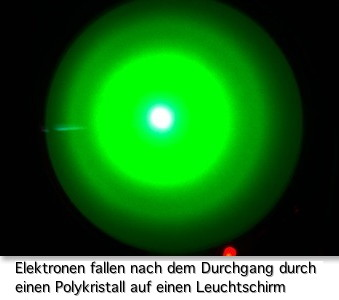 Elektronen fallen nach dem Durchgang durch
einen Polykristall auf einen Leuchtschirm